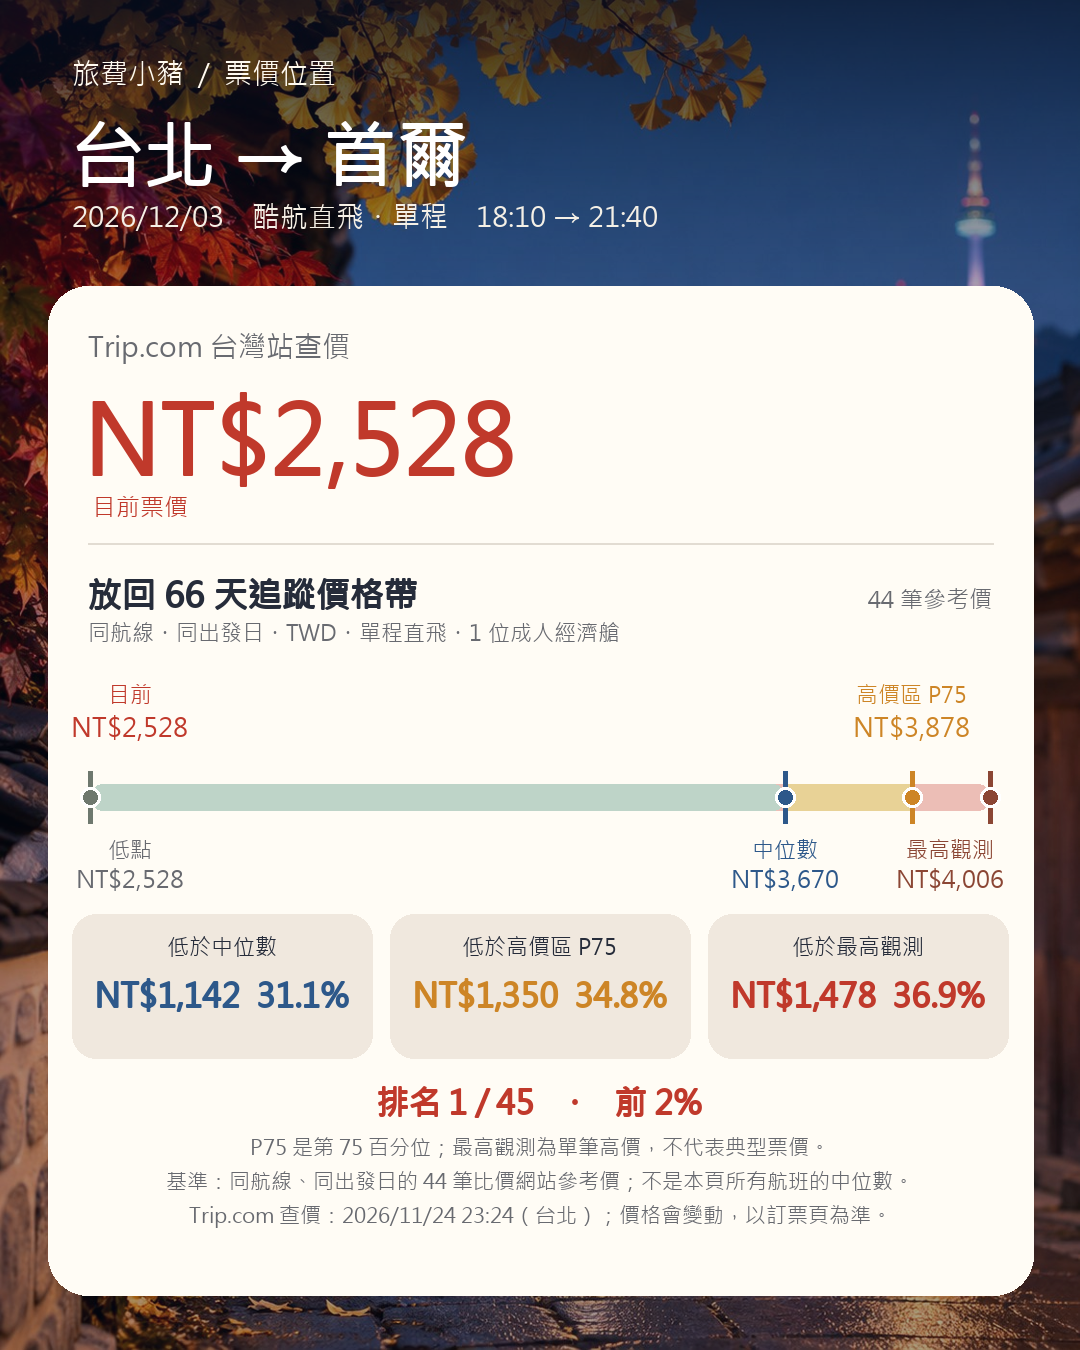 旅費小豬 / 票價位置
台北 → 首爾
2026/12/03 酷航直飛 · 單程 18:10 → 21:40
Trip.com 台灣站查價
NT$2,528
目前票價
放回 66 天追蹤價格帶
44 筆參考價
同航線 · 同出發日 · TWD · 單程直飛 · 1 位成人經濟艙
目前 高價區 P75
NT$2,528 NT$3,878
低點 中位數 最高觀測
NT$2,528 NT$3,670 NT$4,006
低於中位數 低於高價區 P75 低於最高觀測
NT$1,142 31.1% NT$1,350 34.8% NT$1,478 36.9%
排名 1 / 45 · 前 2%
P75 是第 75 百分位；最高觀測為單筆高價，不代表典型票價。
基準：同航線、同出發日的 44 筆比價網站參考價；不是本頁所有航班的中位數。
Trip.com 查價：2026/11/24 23:24（台北）；價格會變動，以訂票頁為準。